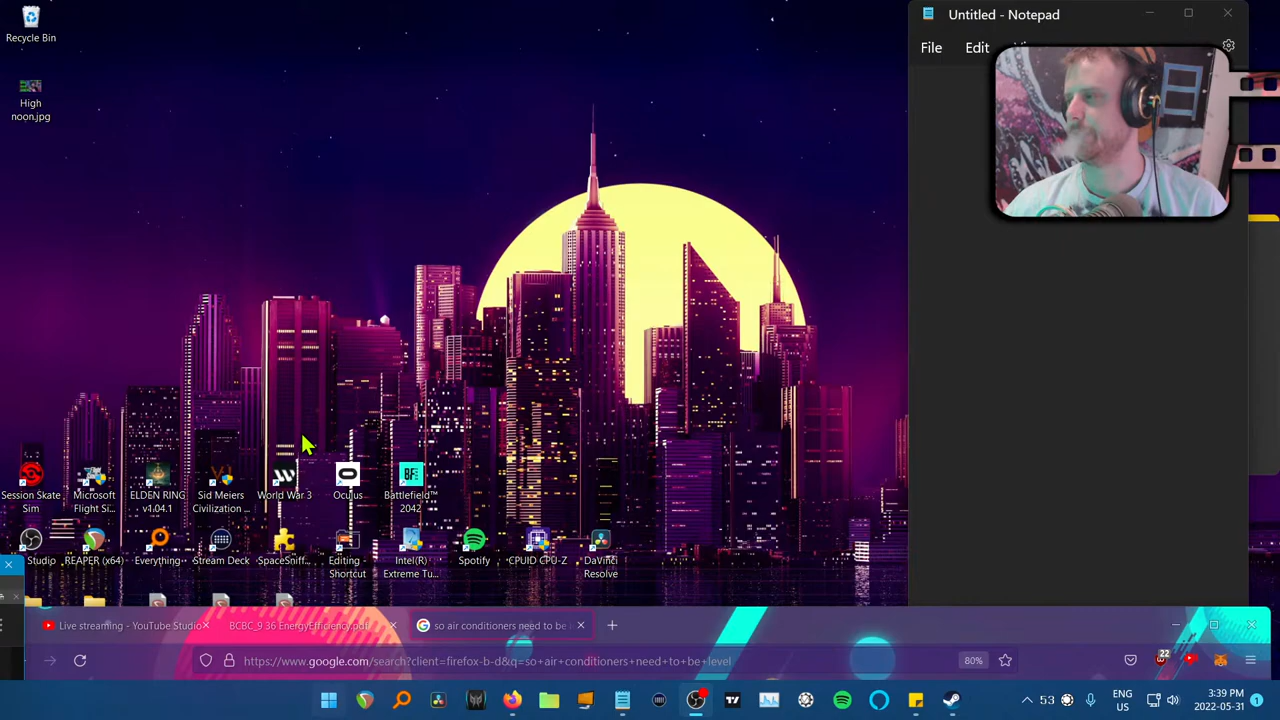 Recycle Bin
High
noon.jpg
Untitled - Notepad
File Edit
Session Skate
Sim
Microsoft
Flight Si...
ELDEN RING
v1.04.1
Sid Meiers
Civilization...
World War 3
Oculus
Battlefield™
2042
Studio
REAPER (x64)
Everything
Stream Deck
SpaceSniff...
Editing -
Shortcut
Intel(R)
Extreme Tu...
Spotify
CPUID CPU-Z
DaVinci
Resolve
Live streaming - YouTube Studio
BCBC_9 36 EnergyEfficiency.pdf
so air conditioners need to be
https://www.google.com/search?client=firefox-b-d&q=so+air+conditioners+need+to+be+level
80%
22
53
ENG
US
3:39 PM
2022-05-31
1